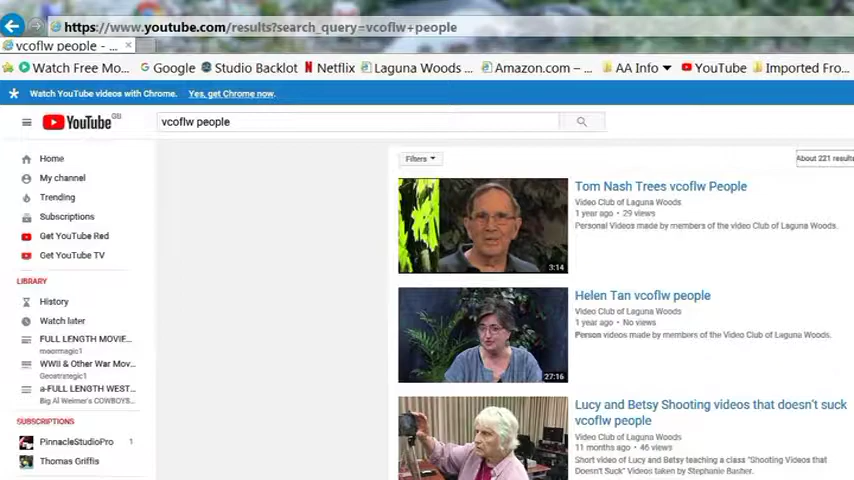 https://www.youtube.com/results?search_query=vcoflw+people
vcoflw people - ... ×
Watch Free Mo... Google Studio Backlot Netflix Laguna Woods ... Amazon.com – ... AA Info YouTube Imported Fro...
Watch YouTube videos with Chrome. Yes, get Chrome now.
YouTube GB
vcoflw people
Home
My channel
Trending
Subscriptions
Get YouTube Red
Get YouTube TV
LIBRARY
History
Watch later
FULL LENGTH MOVIE...
moormagic1
WWII & Other War Mov...
Geostrategic1
a-FULL LENGTH WEST...
Big Al Weimer's COWBOYS...
SUBSCRIPTIONS
PinnacleStudioPro 1
Thomas Griffis
Filters
About 221 results
3:14
Tom Nash Trees vcoflw People
Video Club of Laguna Woods
1 year ago • 29 views
Personal Videos made by members of the video Club of Laguna Woods.
27:16
Helen Tan vcoflw people
Video Club of Laguna Woods
1 year ago • No views
Person videos made by members of the Video Club of Laguna Woods.
Lucy and Betsy Shooting videos that doesn't suck
vcoflw people
Video Club of Laguna Woods
11 months ago • 46 views
Short video of Lucy and Betsy teaching a class "Shooting Videos that
Doesn't Suck" Videos taken by Stephanie